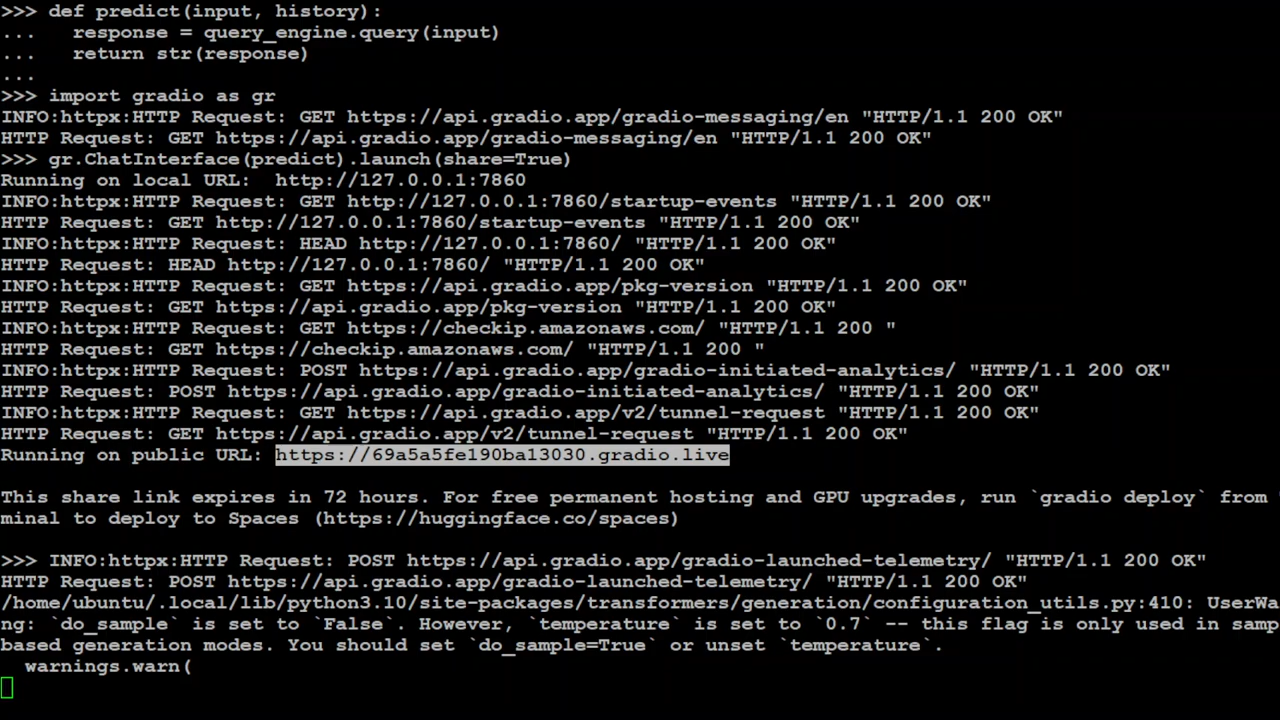 >>> def predict(input, history):
...   response = query_engine.query(input)
...   return str(response)
...
>>> import gradio as gr
INFO:httpx:HTTP Request: GET https://api.gradio.app/gradio-messaging/en "HTTP/1.1 200 OK"
HTTP Request: GET https://api.gradio.app/gradio-messaging/en "HTTP/1.1 200 OK"
>>> gr.ChatInterface(predict).launch(share=True)
Running on local URL:  http://127.0.0.1:7860
INFO:httpx:HTTP Request: GET http://127.0.0.1:7860/startup-events "HTTP/1.1 200 OK"
HTTP Request: GET http://127.0.0.1:7860/startup-events "HTTP/1.1 200 OK"
INFO:httpx:HTTP Request: HEAD http://127.0.0.1:7860/ "HTTP/1.1 200 OK"
HTTP Request: HEAD http://127.0.0.1:7860/ "HTTP/1.1 200 OK"
INFO:httpx:HTTP Request: GET https://api.gradio.app/pkg-version "HTTP/1.1 200 OK"
HTTP Request: GET https://api.gradio.app/pkg-version "HTTP/1.1 200 OK"
INFO:httpx:HTTP Request: GET https://checkip.amazonaws.com/ "HTTP/1.1 200 "
HTTP Request: GET https://checkip.amazonaws.com/ "HTTP/1.1 200 "
INFO:httpx:HTTP Request: POST https://api.gradio.app/gradio-initiated-analytics/ "HTTP/1.1 200 OK"
HTTP Request: POST https://api.gradio.app/gradio-initiated-analytics/ "HTTP/1.1 200 OK"
INFO:httpx:HTTP Request: GET https://api.gradio.app/v2/tunnel-request "HTTP/1.1 200 OK"
HTTP Request: GET https://api.gradio.app/v2/tunnel-request "HTTP/1.1 200 OK"
Running on public URL: https://69a5a5fe190ba13030.gradio.live
This share link expires in 72 hours. For free permanent hosting and GPU upgrades, run `gradio deploy` from
minal to deploy to Spaces (https://huggingface.co/spaces)
>>> INFO:httpx:HTTP Request: POST https://api.gradio.app/gradio-launched-telemetry/ "HTTP/1.1 200 OK"
HTTP Request: POST https://api.gradio.app/gradio-launched-telemetry/ "HTTP/1.1 200 OK"
/home/ubuntu/.local/lib/python3.10/site-packages/transformers/generation/configuration_utils.py:410: UserWa
ng: `do_sample` is set to `False`. However, `temperature` is set to `0.7` -- this flag is only used in samp
based generation modes. You should set `do_sample=True` or unset `temperature`.
  warnings.warn(